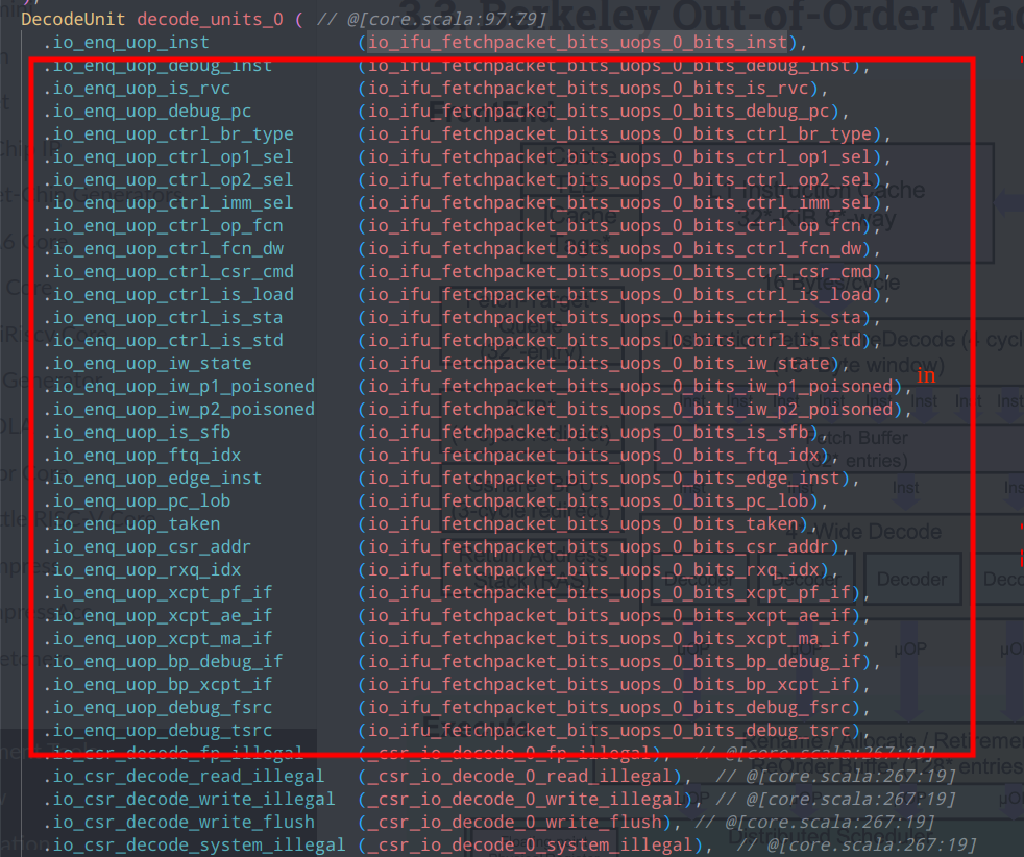 DecodeUnit decode_units_0 ( // @[core.scala:97:79]
.io_enq_uop_inst (io_ifu_fetchpacket_bits_uops_0_bits_inst),
.io_enq_uop_debug_inst (io_ifu_fetchpacket_bits_uops_0_bits_debug_inst),
.io_enq_uop_is_rvc (io_ifu_fetchpacket_bits_uops_0_bits_is_rvc),
.io_enq_uop_debug_pc (io_ifu_fetchpacket_bits_uops_0_bits_debug_pc),
.io_enq_uop_ctrl_br_type (io_ifu_fetchpacket_bits_uops_0_bits_ctrl_br_type),
.io_enq_uop_ctrl_op1_sel (io_ifu_fetchpacket_bits_uops_0_bits_ctrl_op1_sel),
.io_enq_uop_ctrl_op2_sel (io_ifu_fetchpacket_bits_uops_0_bits_ctrl_op2_sel),
.io_enq_uop_ctrl_imm_sel (io_ifu_fetchpacket_bits_uops_0_bits_ctrl_imm_sel),
.io_enq_uop_ctrl_op_fcn (io_ifu_fetchpacket_bits_uops_0_bits_ctrl_op_fcn),
.io_enq_uop_ctrl_fcn_dw (io_ifu_fetchpacket_bits_uops_0_bits_ctrl_fcn_dw),
.io_enq_uop_ctrl_csr_cmd (io_ifu_fetchpacket_bits_uops_0_bits_ctrl_csr_cmd),
.io_enq_uop_ctrl_is_load (io_ifu_fetchpacket_bits_uops_0_bits_ctrl_is_load),
.io_enq_uop_ctrl_is_sta (io_ifu_fetchpacket_bits_uops_0_bits_ctrl_is_sta),
.io_enq_uop_ctrl_is_std (io_ifu_fetchpacket_bits_uops_0_bits_ctrl_is_std),
.io_enq_uop_iw_state (io_ifu_fetchpacket_bits_uops_0_bits_iw_state),
in
.io_enq_uop_iw_p1_poisoned (io_ifu_fetchpacket_bits_uops_0_bits_iw_p1_poisoned),
.io_enq_uop_iw_p2_poisoned (io_ifu_fetchpacket_bits_uops_0_bits_iw_p2_poisoned),
.io_enq_uop_is_sfb (io_ifu_fetchpacket_bits_uops_0_bits_is_sfb),
.io_enq_uop_ftq_idx (io_ifu_fetchpacket_bits_uops_0_bits_ftq_idx),
.io_enq_uop_edge_inst (io_ifu_fetchpacket_bits_uops_0_bits_edge_inst),
.io_enq_uop_pc_lob (io_ifu_fetchpacket_bits_uops_0_bits_pc_lob),
.io_enq_uop_taken (io_ifu_fetchpacket_bits_uops_0_bits_taken),
.io_enq_uop_csr_addr (io_ifu_fetchpacket_bits_uops_0_bits_csr_addr),
.io_enq_uop_rxq_idx (io_ifu_fetchpacket_bits_uops_0_bits_rxq_idx),
.io_enq_uop_xcpt_pf_if (io_ifu_fetchpacket_bits_uops_0_bits_xcpt_pf_if),
.io_enq_uop_xcpt_ae_if (io_ifu_fetchpacket_bits_uops_0_bits_xcpt_ae_if),
.io_enq_uop_xcpt_ma_if (io_ifu_fetchpacket_bits_uops_0_bits_xcpt_ma_if),
.io_enq_uop_bp_debug_if (io_ifu_fetchpacket_bits_uops_0_bits_bp_debug_if),
.io_enq_uop_bp_xcpt_if (io_ifu_fetchpacket_bits_uops_0_bits_bp_xcpt_if),
.io_enq_uop_debug_fsrc (io_ifu_fetchpacket_bits_uops_0_bits_debug_fsrc),
.io_enq_uop_debug_tsrc (io_ifu_fetchpacket_bits_uops_0_bits_debug_tsrc),
.io_csr_decode_fp_illegal (_csr_io_decode_0_fp_illegal), // @[core.scala:267:19]
.io_csr_decode_read_illegal (_csr_io_decode_0_read_illegal), // @[core.scala:267:19]
.io_csr_decode_write_illegal (_csr_io_decode_0_write_illegal), // @[core.scala:267:19]
.io_csr_decode_write_flush (_csr_io_decode_0_write_flush), // @[core.scala:267:19]
.io_csr_decode_system_illegal (_csr_io_decode_0_system_illegal), // @[core.scala:267:19]